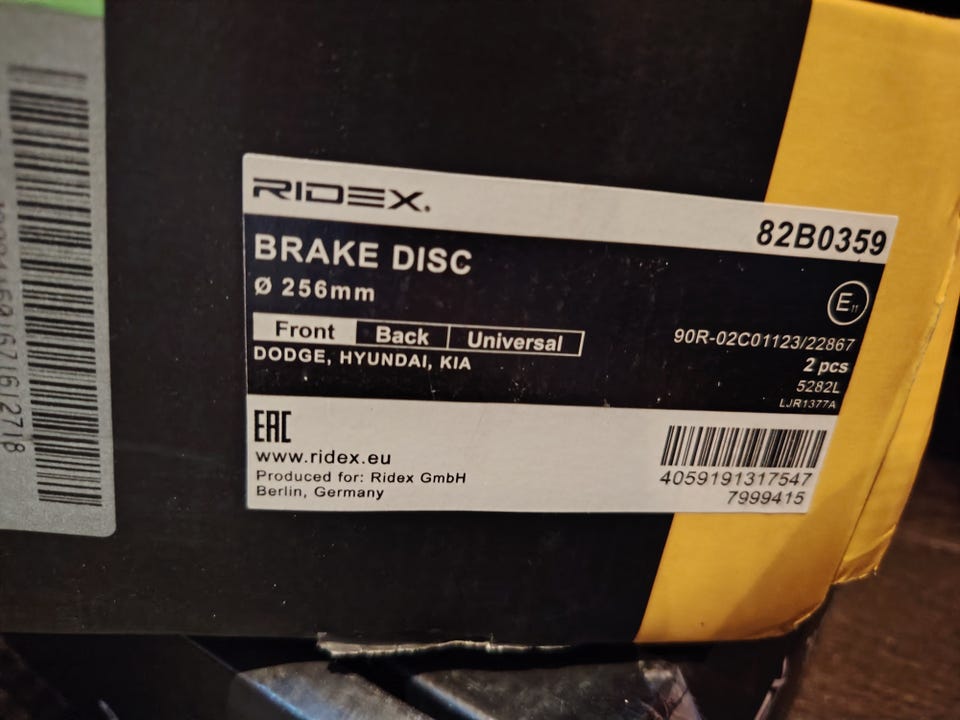 RIDEX.
82B0359
BRAKE DISC
Ø 256mm
E11
Front Back Universal
90R-02C01123/22867
DODGE, HYUNDAI, KIA
2 pcs
5282L
LJR1377A
EAC
www.ridex.eu
Produced for: Ridex GmbH
Berlin, Germany
4059191317547
7999415